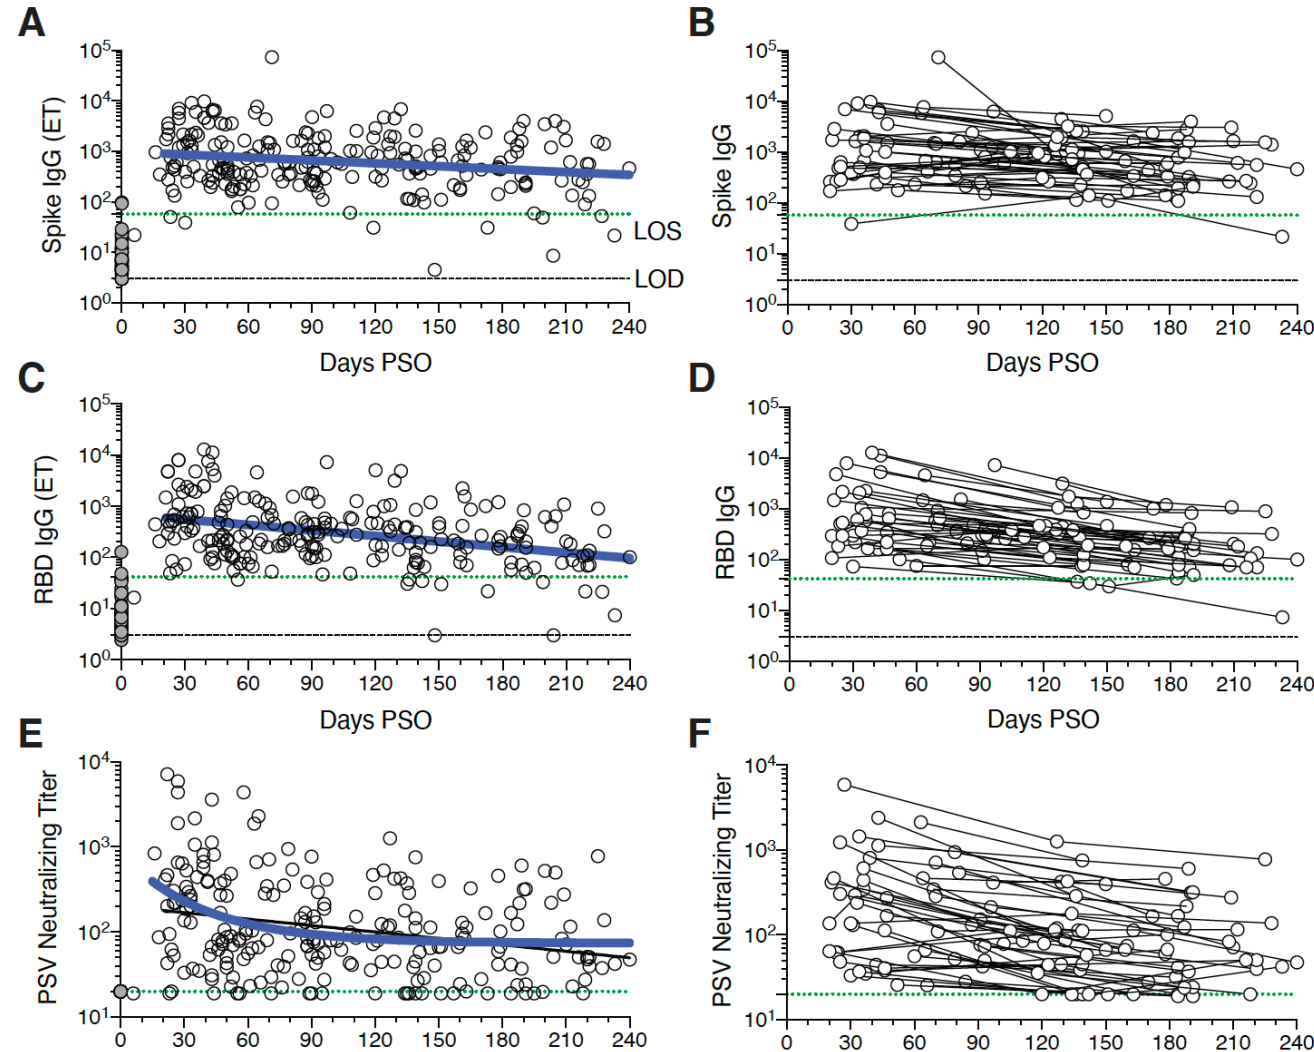 A
B
10⁵
10⁴
10³
10²
10¹
10⁰
Spike IgG (ET)
LOS
LOD
0 30 60 90 120 150 180 210 240
Days PSO
10⁵
10⁴
10³
10²
10¹
10⁰
Spike IgG
0 30 60 90 120 150 180 210 240
Days PSO
C
D
10⁵
10⁴
10³
10²
10¹
10⁰
RBD IgG (ET)
0 30 60 90 120 150 180 210 240
Days PSO
10⁵
10⁴
10³
10²
10¹
10⁰
RBD IgG
0 30 60 90 120 150 180 210 240
Days PSO
E
F
10⁴
10³
10²
10¹
PSV Neutralizing Titer
0 30 60 90 120 150 180 210 240
10⁴
10³
10²
10¹
PSV Neutralizing Titer
0 30 60 90 120 150 180 210 240